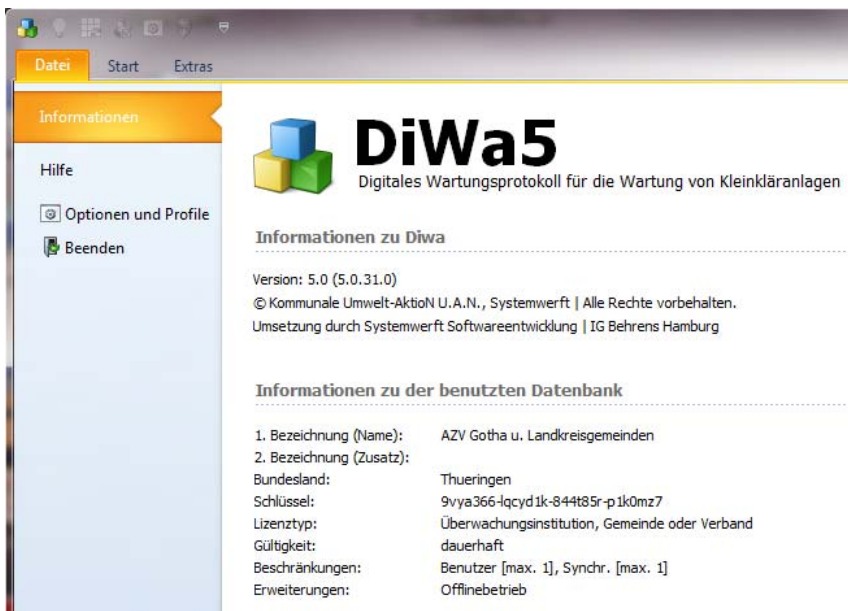 Datei Start Extras
Informationen
Hilfe
Optionen und Profile
Beenden
DiWa5
Digitales Wartungsprotokoll für die Wartung von Kleinkläranlagen
Informationen zu Diwa
Version: 5.0 (5.0.31.0)
© Kommunale Umwelt-AktioN U.A.N., Systemwerft | Alle Rechte vorbehalten.
Umsetzung durch Systemwerft Softwareentwicklung | IG Behrens Hamburg
Informationen zu der benutzten Datenbank
1. Bezeichnung (Name): AZV Gotha u. Landkreisgemeinden
2. Bezeichnung (Zusatz):
Bundesland: Thueringen
Schlüssel: 9vya366-lqcyd1k-844t85r-p1k0mz7
Lizenztyp: Überwachungsinstitution, Gemeinde oder Verband
Gültigkeit: dauerhaft
Beschränkungen: Benutzer [max. 1], Synchr. [max. 1]
Erweiterungen: Offlinebetrieb